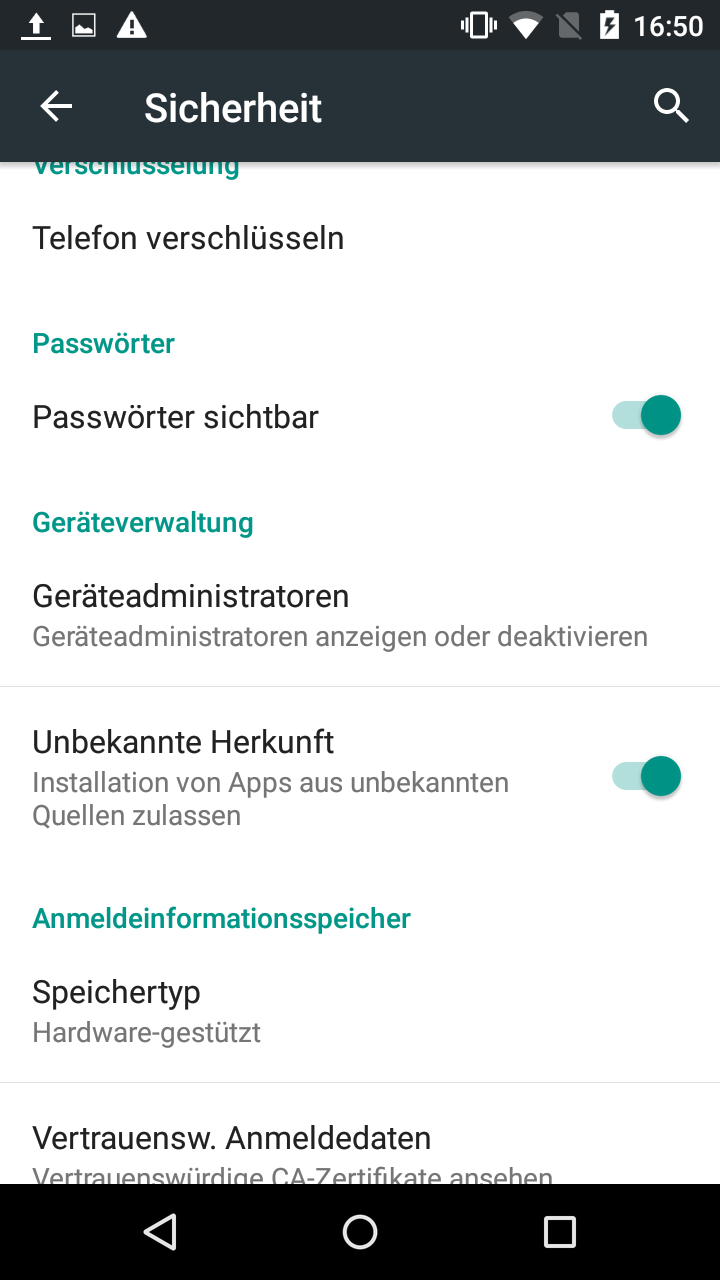 16:50
Sicherheit
Verschlüsselung
Telefon verschlüsseln
Passwörter
Passwörter sichtbar
Geräteverwaltung
Geräteadministratoren
Geräteadministratoren anzeigen oder deaktivieren
Unbekannte Herkunft
Installation von Apps aus unbekannten
Quellen zulassen
Anmeldeinformationsspeicher
Speichertyp
Hardware-gestützt
Vertrauensw. Anmeldedaten
Vertrauenswürdige CA-Zertifikate ansehen